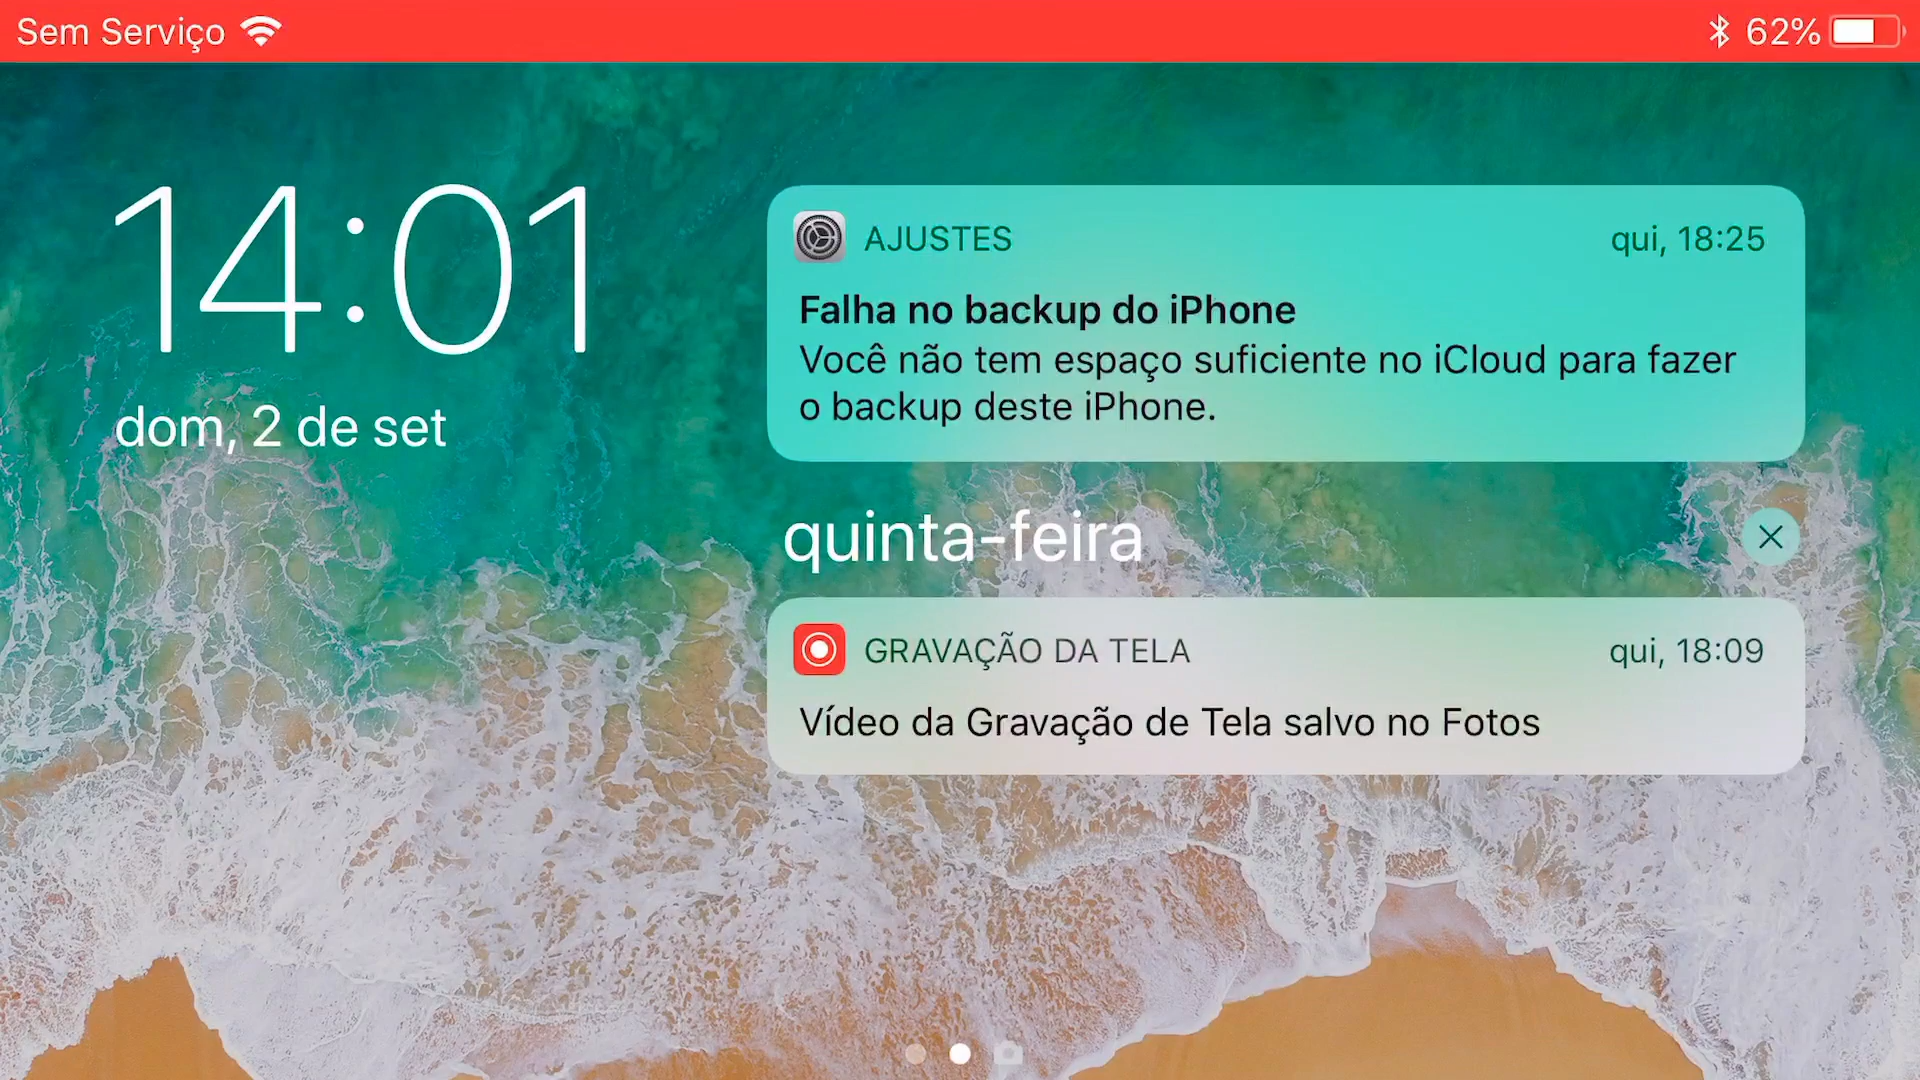 Sem Serviço
62%
14:01
dom, 2 de set
AJUSTES
qui, 18:25
Falha no backup do iPhone
Você não tem espaço suficiente no iCloud para fazer
o backup deste iPhone.
quinta-feira
GRAVAÇÃO DA TELA
qui, 18:09
Vídeo da Gravação de Tela salvo no Fotos